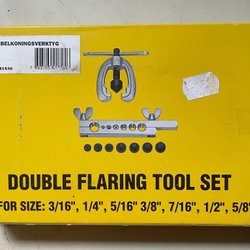 BELKONINGSVERKTYG
DOUBLE FLARING TOOL SET
FOR SIZE: 3/16", 1/4", 5/16" 3/8", 7/16", 1/2", 5/8"